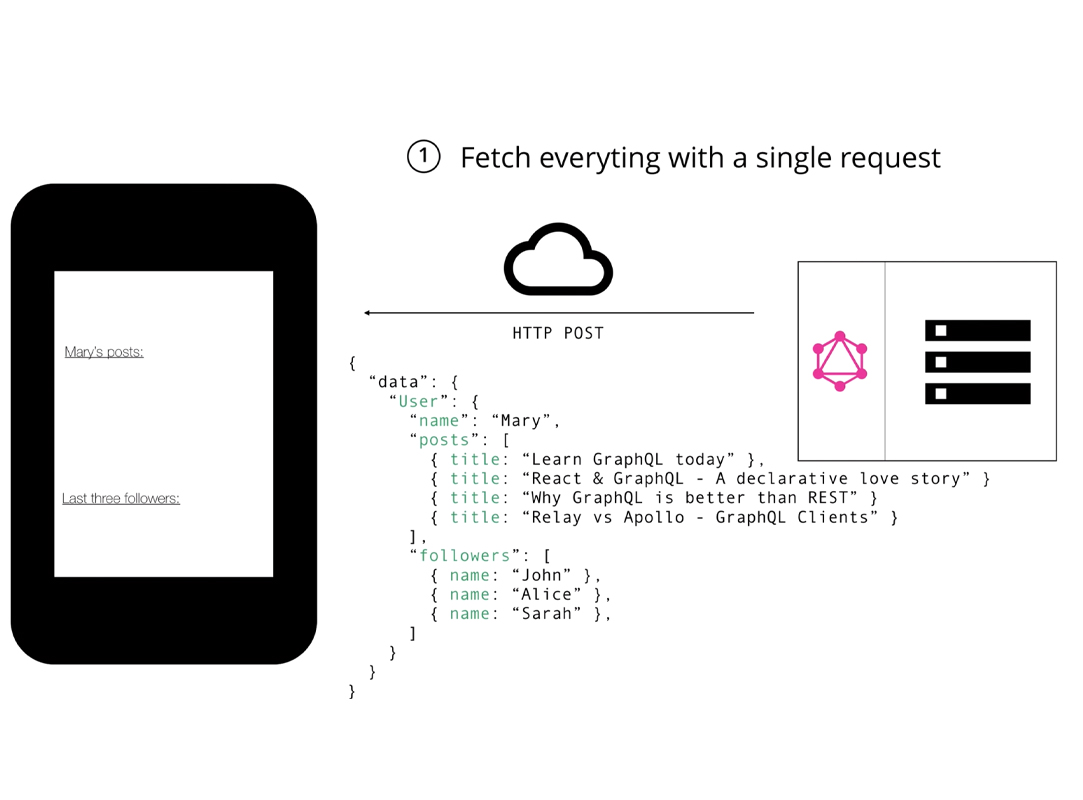 1 Fetch everyting with a single request
HTTP POST
Mary's posts:
Last three followers:
{
“data”: {
“User”: {
“name”: “Mary”,
“posts”: [
{ title: “Learn GraphQL today” },
{ title: “React & GraphQL - A declarative love story” }
{ title: “Why GraphQL is better than REST” }
{ title: “Relay vs Apollo - GraphQL Clients” }
],
“followers”: [
{ name: “John” },
{ name: “Alice” },
{ name: “Sarah” },
]
}
}
}